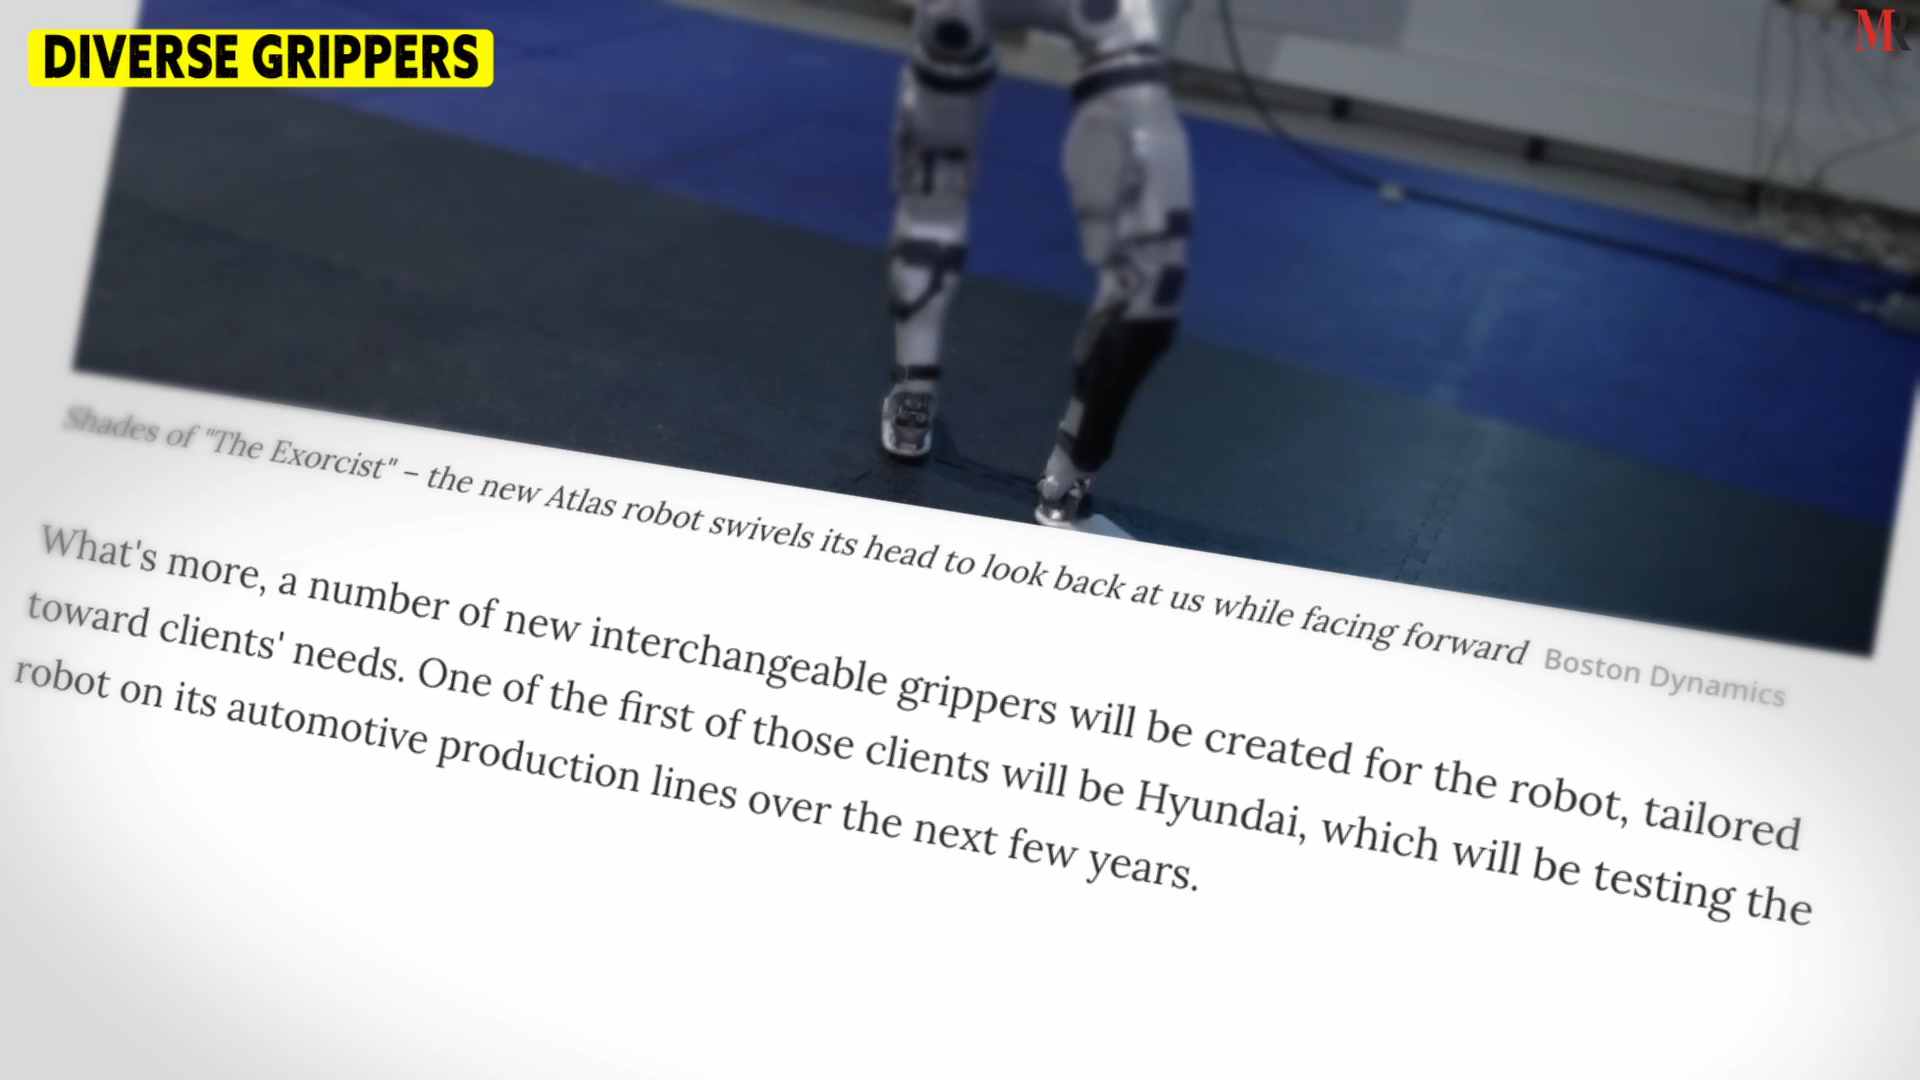 DIVERSE GRIPPERS
MR
Shades of "The Exorcist" – the new Atlas robot swivels its head to look back at us while facing forward Boston Dynamics
What's more, a number of new interchangeable grippers will be created for the robot, tailored
toward clients' needs. One of the first of those clients will be Hyundai, which will be testing the
robot on its automotive production lines over the next few years.